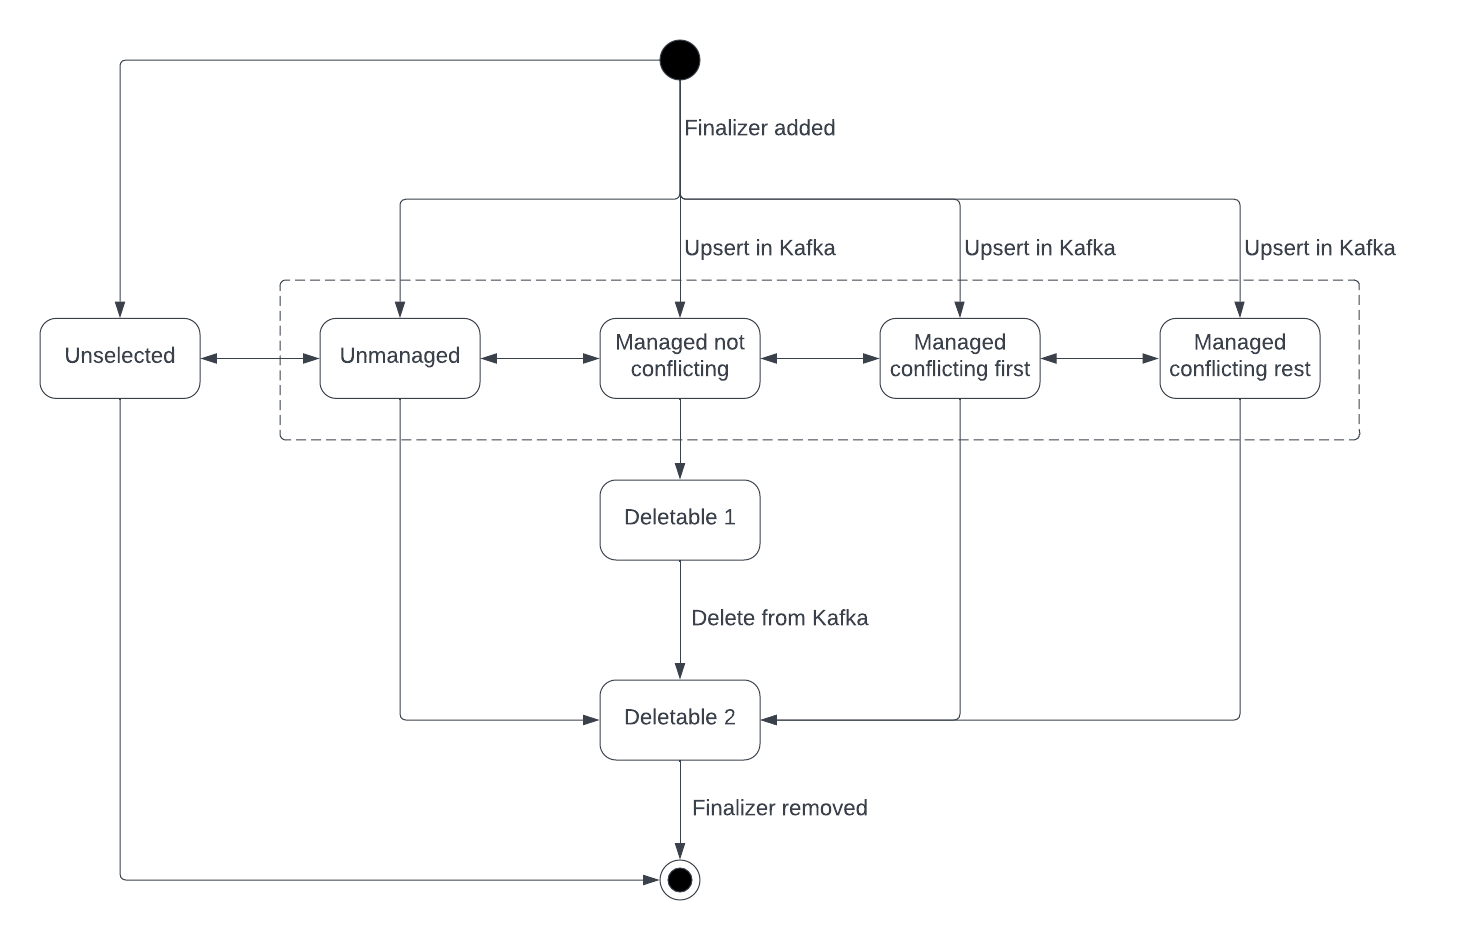 Finalizer added
Upsert in Kafka
Upsert in Kafka
Upsert in Kafka
Unselected
Unmanaged
Managed not
conflicting
Managed
conflicting first
Managed
conflicting rest
Deletable 1
Delete from Kafka
Deletable 2
Finalizer removed